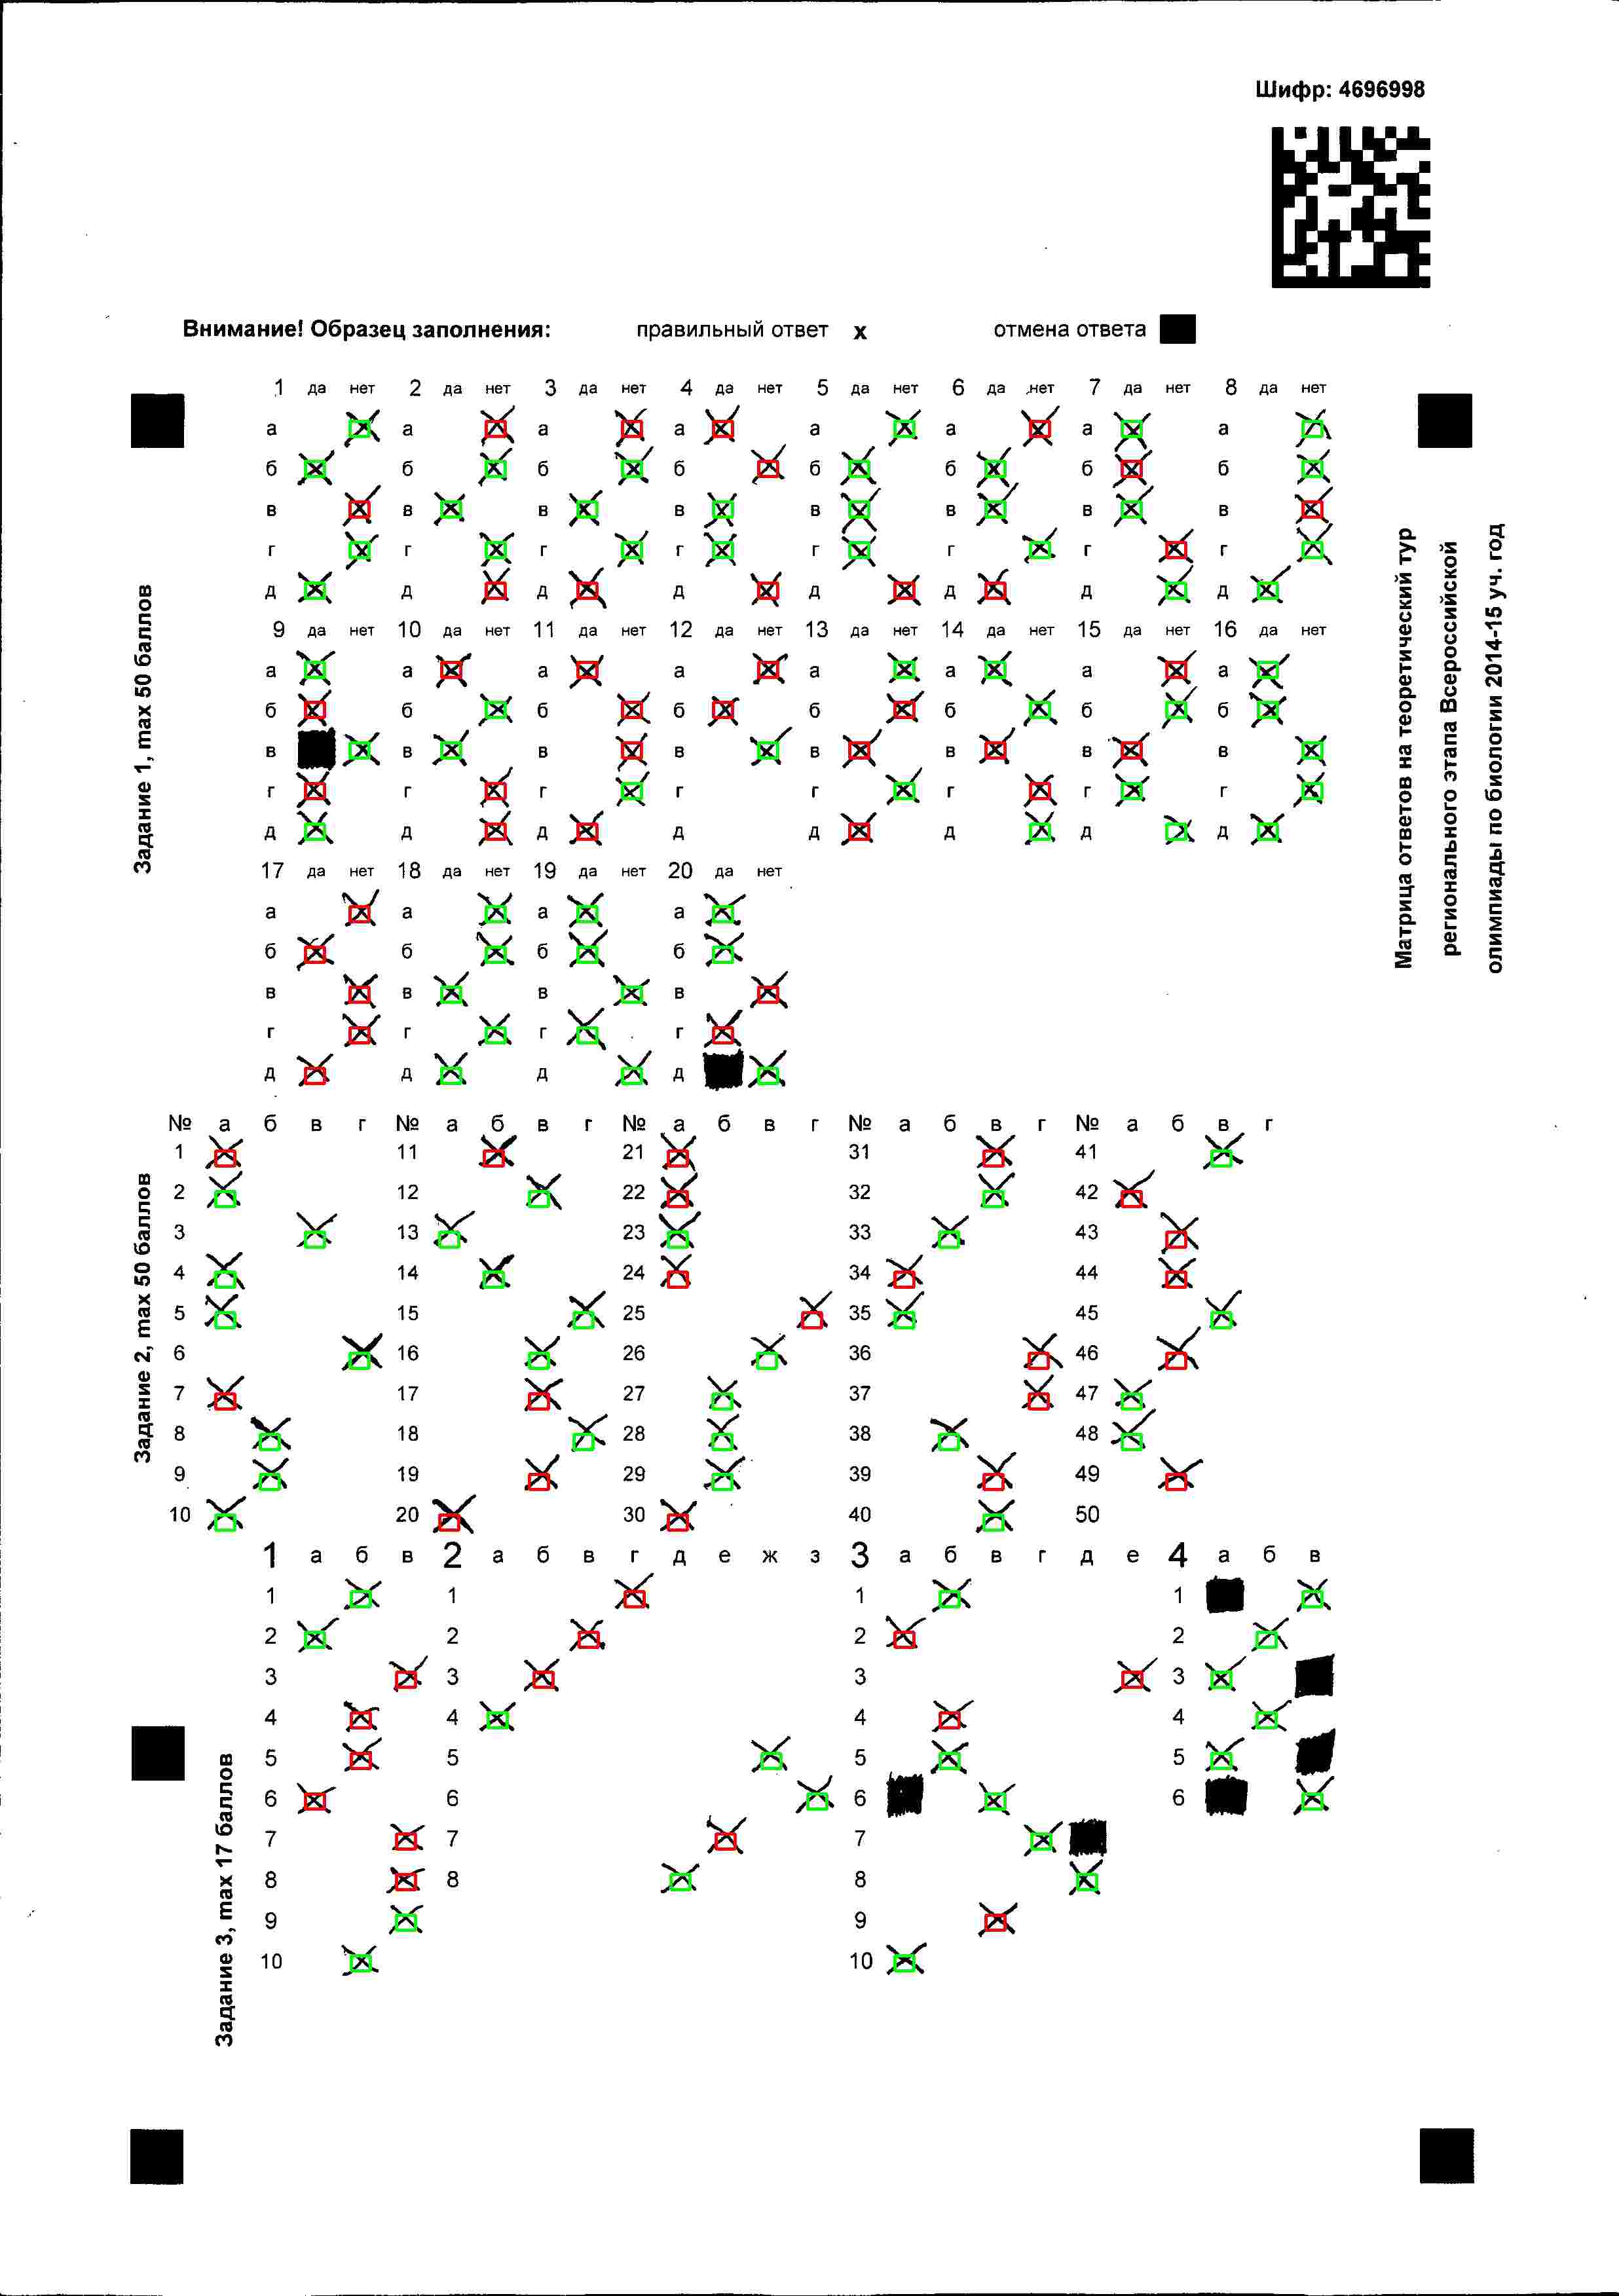 Шифр: 4696998
Внимание! Образец заполнения: правильный ответ x отмена ответа
Задание 1, max 50 баллов
1 да нет 2 да нет 3 да нет 4 да нет 5 да нет 6 да нет 7 да нет 8 да нет
а а а а а а а а
б б б б б б б б
в в в в в в в в
г г г г г г г г
д д д д д д д д
9 да нет 10 да нет 11 да нет 12 да нет 13 да нет 14 да нет 15 да нет 16 да нет
а а а а а а а а
б б б б б б б б
в в в в в в в в
г г г г г г г г
д д д д д д д д
17 да нет 18 да нет 19 да нет 20 да нет
а а а а
б б б б
в в в в
г г г г
д д д д
Матрица ответов на теоретический тур
регионального этапа Всероссийской
олимпиады по биологии 2014-15 уч. год
Задание 2, max 50 баллов
№ а б в г № а б в г № а б в г № а б в г № а б в г
1 11 21 31 41
2 12 22 32 42
3 13 23 33 43
4 14 24 34 44
5 15 25 35 45
6 16 26 36 46
7 17 27 37 47
8 18 28 38 48
9 19 29 39 49
10 20 30 40 50
Задание 3, max 17 баллов
1 а б в 2 а б в г д е ж з 3 а б в г д е 4 а б в
1 1 1 1
2 2 2 2
3 3 3 3
4 4 4 4
5 5 5 5
6 6 6 6
7 7 7
8 8 8
9 9
10 10